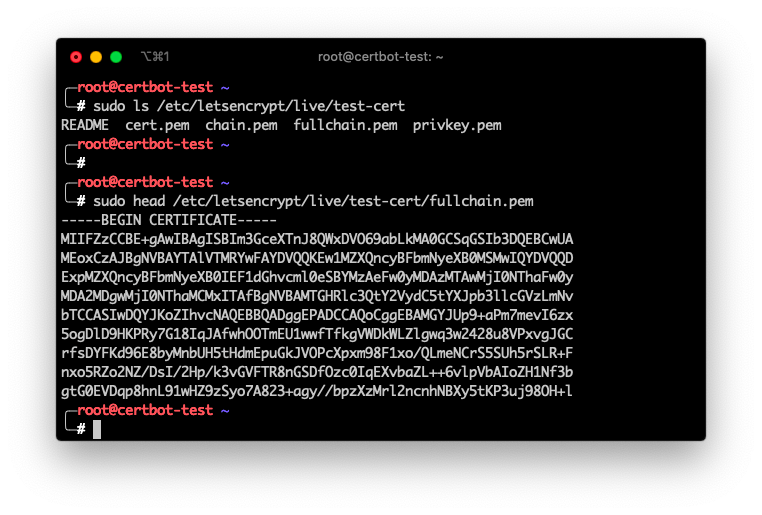 ⌥⌘1
root@certbot-test: ~
root@certbot-test ~
# sudo ls /etc/letsencrypt/live/test-cert
README cert.pem chain.pem fullchain.pem privkey.pem
root@certbot-test ~
#
root@certbot-test ~
# sudo head /etc/letsencrypt/live/test-cert/fullchain.pem
-----BEGIN CERTIFICATE-----
MIIFZzCCBE+gAwIBAgISBIm3GceXTnJ8QWxDVO69abLkMA0GCSqGSIb3DQEBCwUA
MEoxCzAJBgNVBAYTAlVTMRYwFAYDVQQKEw1MZXQncyBFbmNyeXB0MSMwIQYDVQQD
ExpMZXQncyBFbmNyeXB0IEF1dGhvcml0eSBYMzAeFw0yMDAzMTAwMjI0NThaFw0y
MDA2MDgwMjI0NThaMCMxITAfBgNVBAMTGHRlc3QtY2VydC5tYXJpb3llcGVzLmNv
bTCCASIwDQYJKoZIhvcNAQEBBQADggEPADCCAQoCggEBAMGYJUp9+aPm7mevI6zx
5ogDlD9HKPRy7G18IqJAfwhOOTmEU1wwfTfkgVWDkWLZlgwq3w2428u8VPxvgJGC
rfsDYFKd96E8byMnbUH5tHdmEpuGkJVOPcXpxm98F1xo/QLmeNCrS5SUh5rSLR+F
nxo5RZo2NZ/DsI/2Hp/k3vGVFTR8nGSDfOzc0IqEXvbaZL++6vlpVbAIoZH1Nf3b
gtG0EVDqp8hnL91wHZ9zSyo7A823+agy//bpzXzMrl2ncnhNBXy5tKP3uj98OH+l
root@certbot-test ~
#